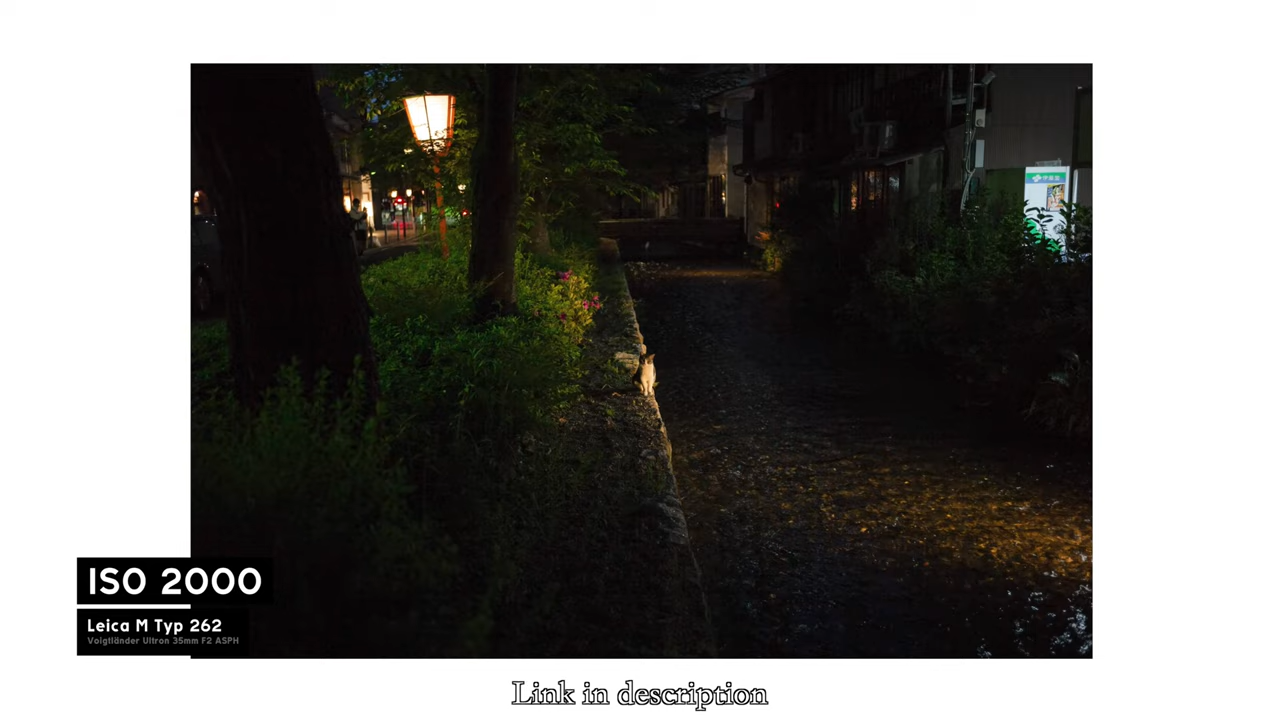 ISO 2000
Leica M Typ 262
Voigtländer Ultron 35mm F2 ASPH
Link in description